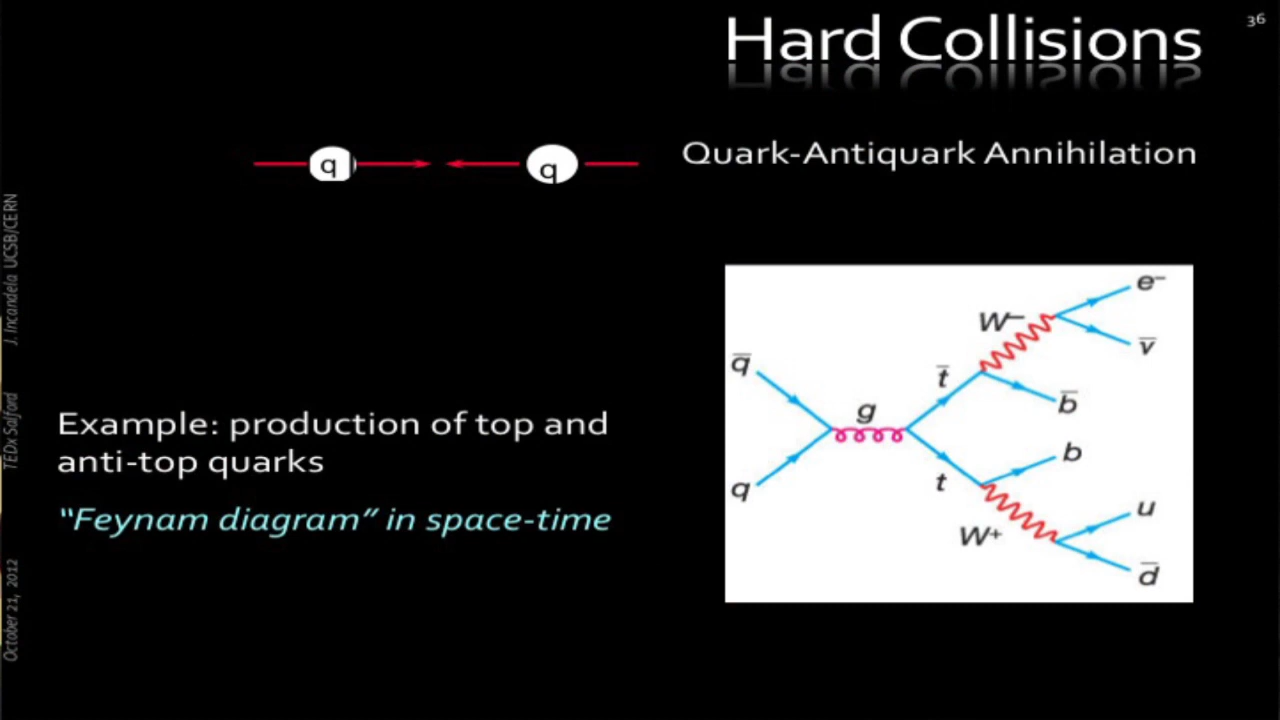 Hard Collisions
36
q
q
Quark-Antiquark Annihilation
Example: production of top and
anti-top quarks
“Feynam diagram” in space-time
q̅
q
g
t̅
t
W⁻
W⁺
e⁻
ν̅
b̅
b
u
d̅
October 21, 2012 TEDx Salford J. Incandela UCSB/CERN